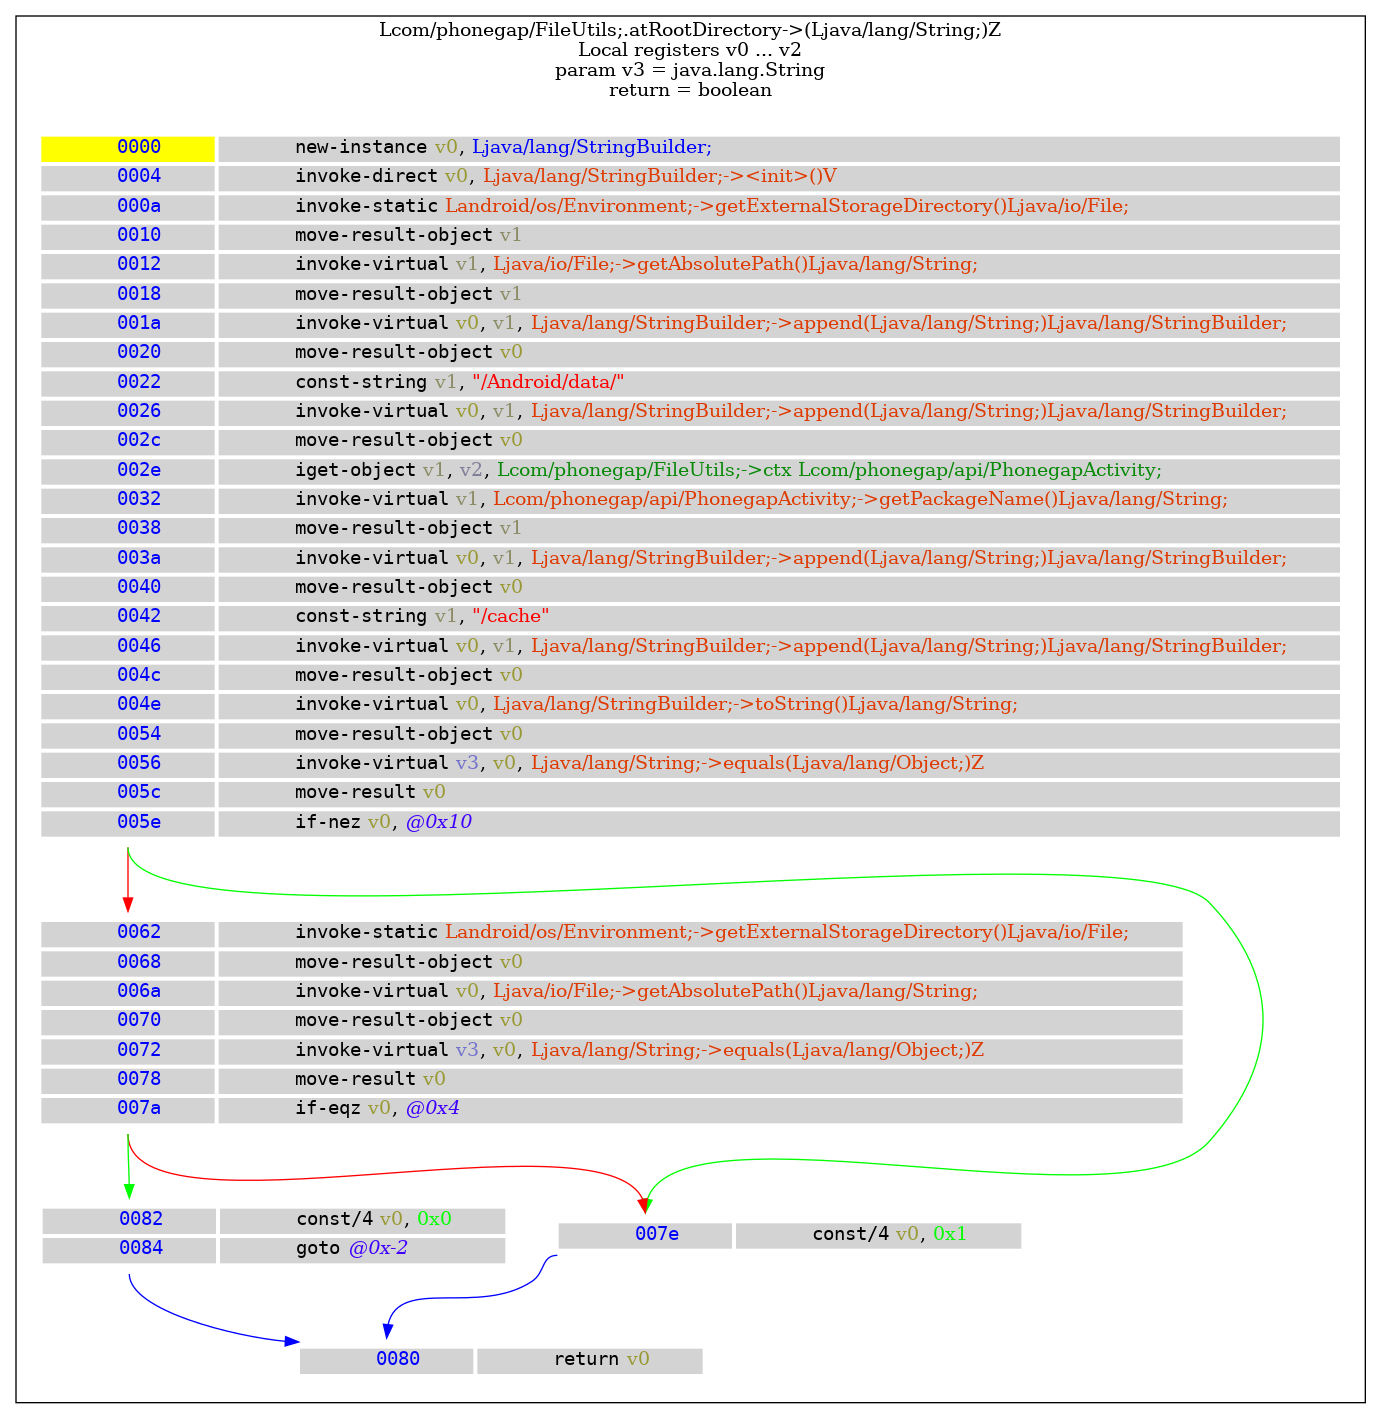 Lcom/phonegap/FileUtils;.atRootDirectory->(Ljava/lang/String;)Z
Local registers v0 ... v2
param v3 = java.lang.String
return = boolean
0000 new-instance v0, Ljava/lang/StringBuilder;
0004 invoke-direct v0, Ljava/lang/StringBuilder;-><init>()V
000a invoke-static Landroid/os/Environment;->getExternalStorageDirectory()Ljava/io/File;
0010 move-result-object v1
0012 invoke-virtual v1, Ljava/io/File;->getAbsolutePath()Ljava/lang/String;
0018 move-result-object v1
001a invoke-virtual v0, v1, Ljava/lang/StringBuilder;->append(Ljava/lang/String;)Ljava/lang/StringBuilder;
0020 move-result-object v0
0022 const-string v1, "/Android/data/"
0026 invoke-virtual v0, v1, Ljava/lang/StringBuilder;->append(Ljava/lang/String;)Ljava/lang/StringBuilder;
002c move-result-object v0
002e iget-object v1, v2, Lcom/phonegap/FileUtils;->ctx Lcom/phonegap/api/PhonegapActivity;
0032 invoke-virtual v1, Lcom/phonegap/api/PhonegapActivity;->getPackageName()Ljava/lang/String;
0038 move-result-object v1
003a invoke-virtual v0, v1, Ljava/lang/StringBuilder;->append(Ljava/lang/String;)Ljava/lang/StringBuilder;
0040 move-result-object v0
0042 const-string v1, "/cache"
0046 invoke-virtual v0, v1, Ljava/lang/StringBuilder;->append(Ljava/lang/String;)Ljava/lang/StringBuilder;
004c move-result-object v0
004e invoke-virtual v0, Ljava/lang/StringBuilder;->toString()Ljava/lang/String;
0054 move-result-object v0
0056 invoke-virtual v3, v0, Ljava/lang/String;->equals(Ljava/lang/Object;)Z
005c move-result v0
005e if-nez v0, @0x10
0062 invoke-static Landroid/os/Environment;->getExternalStorageDirectory()Ljava/io/File;
0068 move-result-object v0
006a invoke-virtual v0, Ljava/io/File;->getAbsolutePath()Ljava/lang/String;
0070 move-result-object v0
0072 invoke-virtual v3, v0, Ljava/lang/String;->equals(Ljava/lang/Object;)Z
0078 move-result v0
007a if-eqz v0, @0x4
0082 const/4 v0, 0x0
0084 goto @0x-2
007e const/4 v0, 0x1
0080 return v0